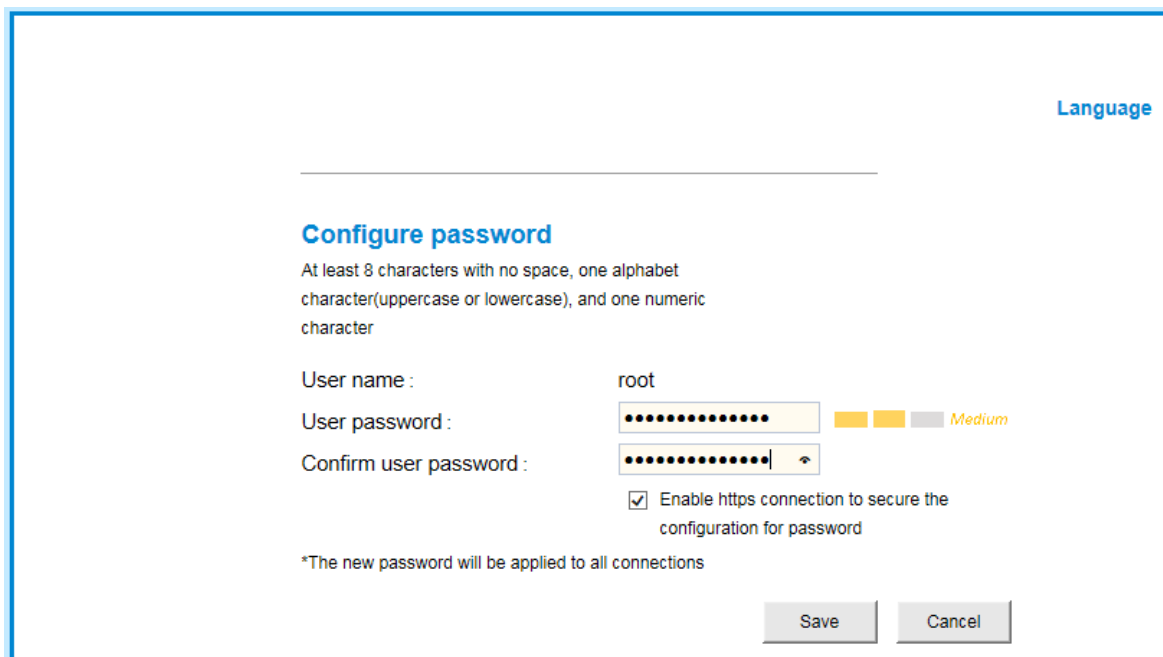 Language
Configure password
At least 8 characters with no space, one alphabet
character(uppercase or lowercase), and one numeric
character
User name : root
User password : ●●●●●●●●●●●●●● Medium
Confirm user password : ●●●●●●●●●●●●●●
Enable https connection to secure the
configuration for password
*The new password will be applied to all connections
Save Cancel